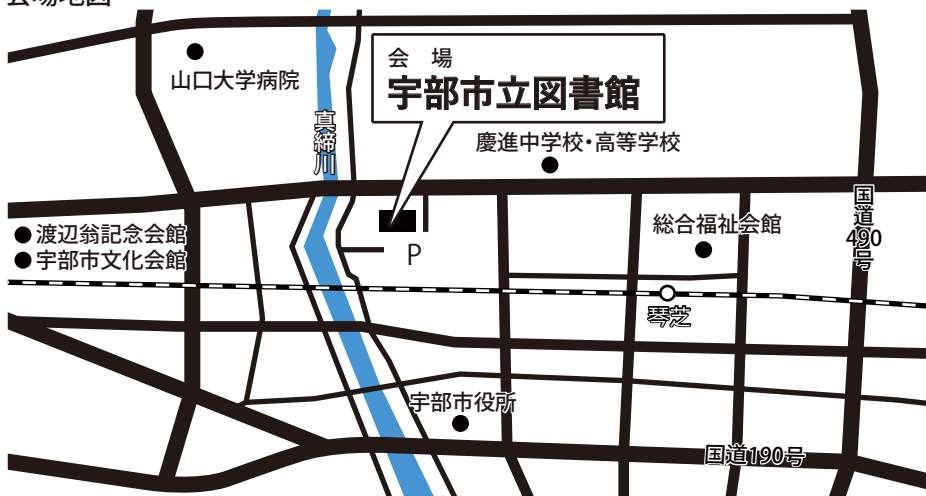 会場地図
山口大学病院
会　場
宇部市立図書館
真締川
慶進中学校・高等学校
国道490号
渡辺翁記念会館
宇部市文化会館
総合福祉会館
P
琴芝
宇部市役所
国道190号